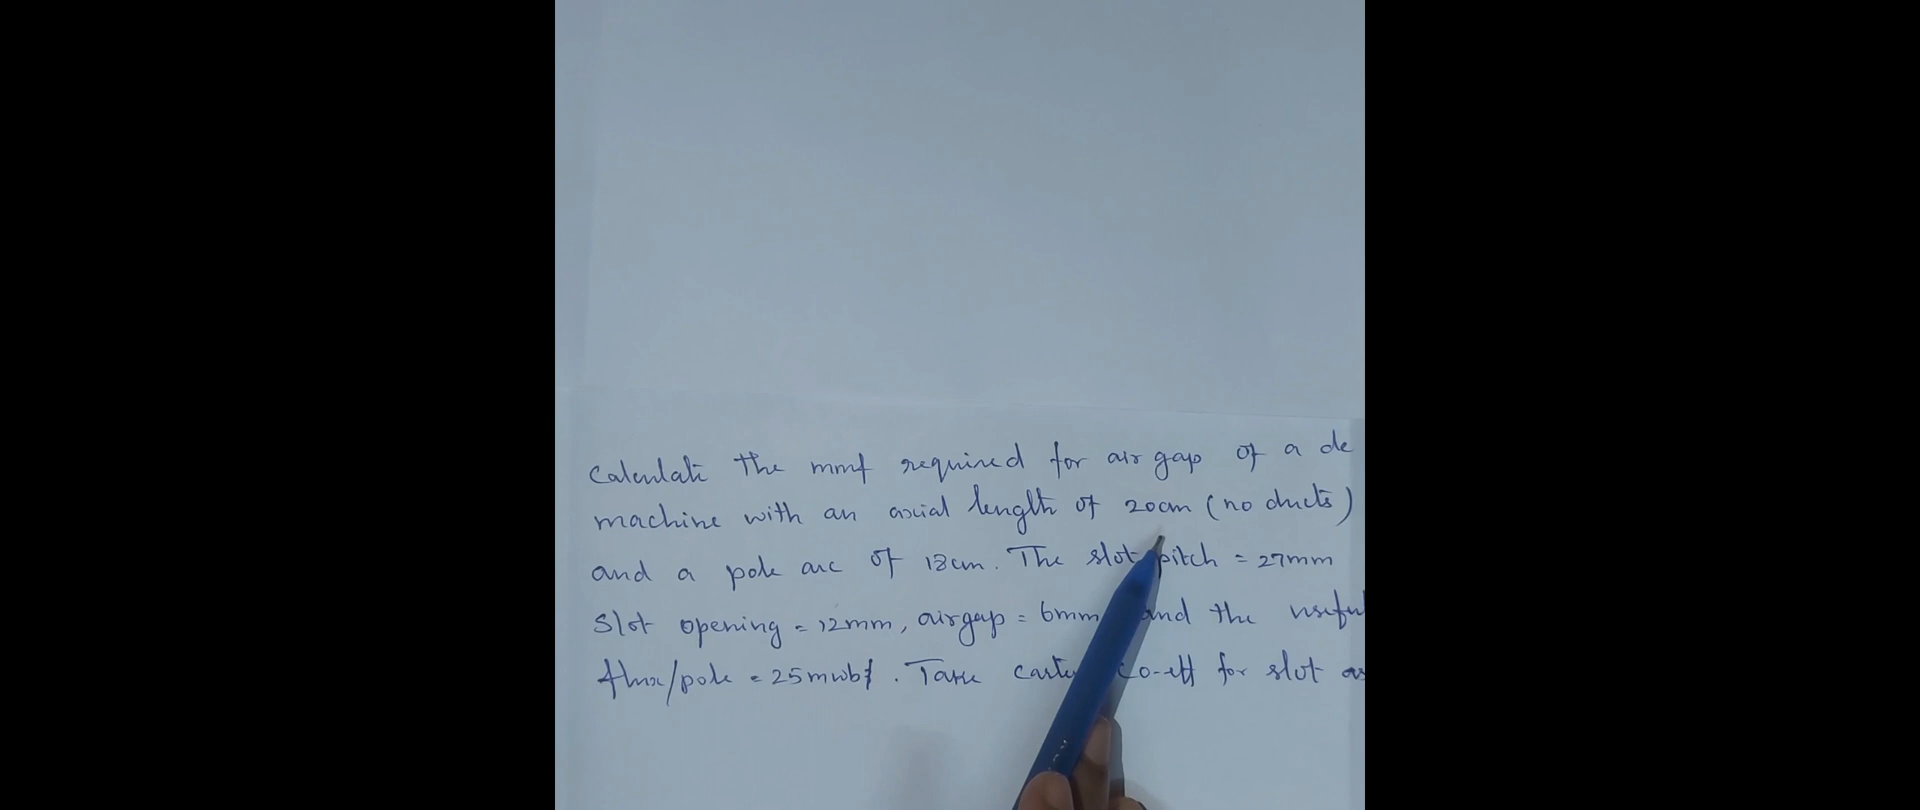 Calculate the mmf required for air gap of a dc
machine with an axial length of 20cm (no ducts)
and a pole arc of 18cm. The slot pitch = 27mm
Slot opening = 12mm, airgap = 6mm and the useful
flux/pole = 25mwb. Take co-eff for slot as